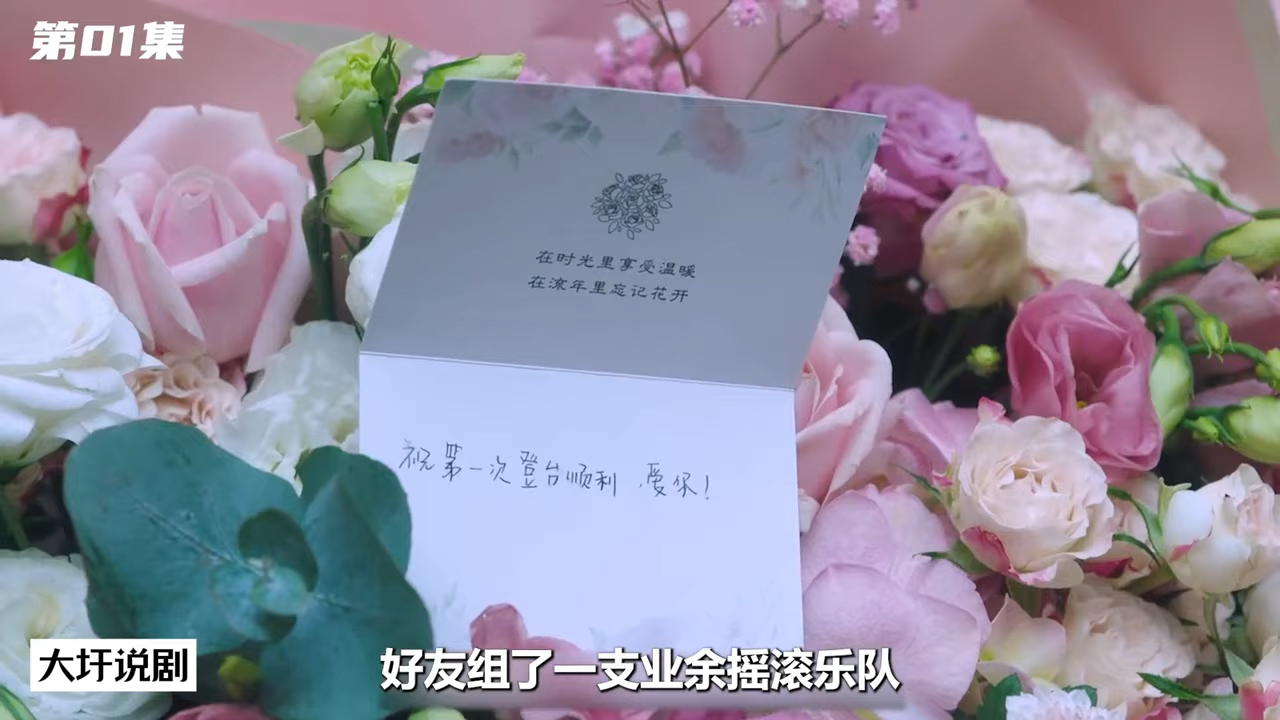 第01集
在时光里享受温暖
在流年里忘记花开
祝第一次登台顺利 爱你!
大圩说剧
好友组了一支业余摇滚乐队